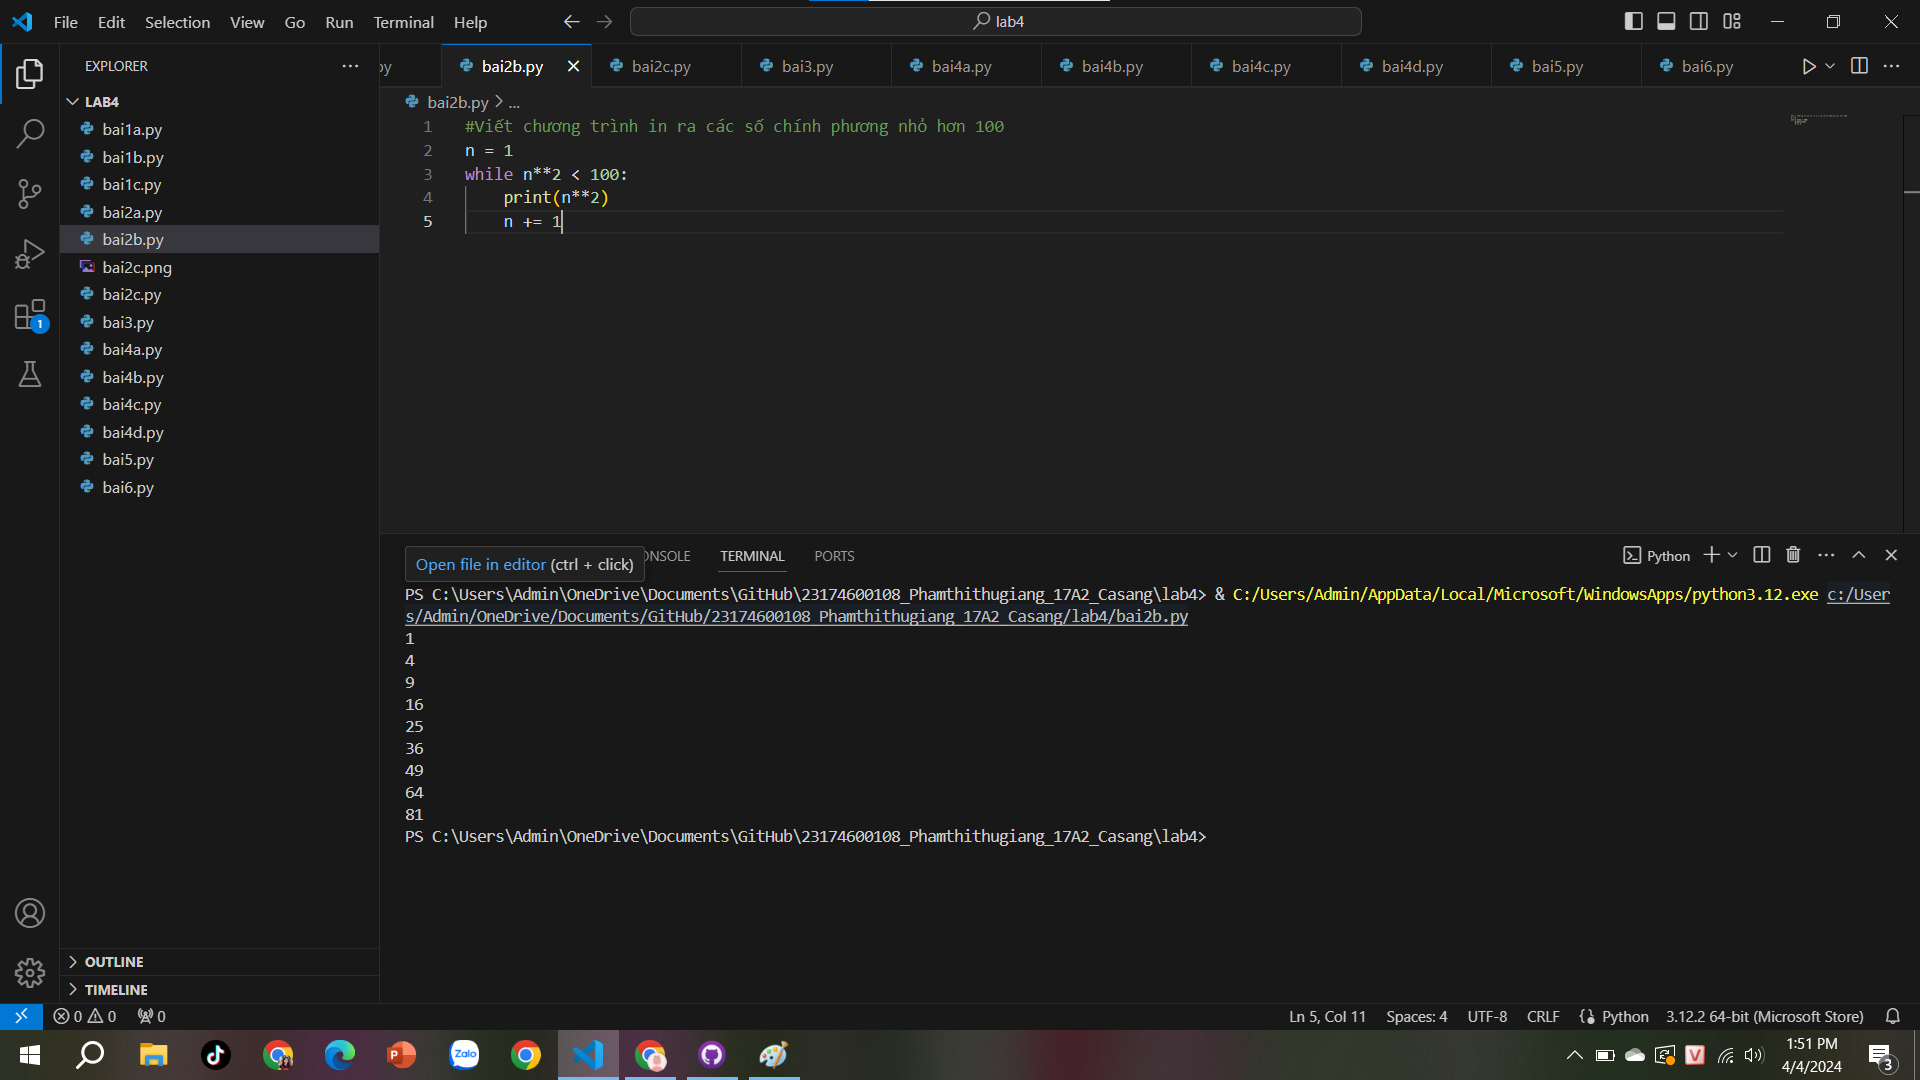 File Edit Selection View Go Run Terminal Help
lab4
EXPLORER
LAB4
bai1a.py
bai1b.py
bai1c.py
bai2a.py
bai2b.py
bai2c.png
bai2c.py
bai3.py
bai4a.py
bai4b.py
bai4c.py
bai4d.py
bai5.py
bai6.py
OUTLINE
TIMELINE
1
py bai2b.py bai2c.py bai3.py bai4a.py bai4b.py bai4c.py bai4d.py bai5.py bai6.py
bai2b.py > ...
1 #Viết chương trình in ra các số chính phương nhỏ hơn 100
2 n = 1
3 while n**2 < 100:
4 print(n**2)
5 n += 1
ONSOLE TERMINAL PORTS
Python
Open file in editor (ctrl + click)
PS C:\Users\Admin\OneDrive\Documents\GitHub\23174600108_Phamthithugiang_17A2_Casang\lab4> & C:/Users/Admin/AppData/Local/Microsoft/WindowsApps/python3.12.exe c:/User
s/Admin/OneDrive/Documents/GitHub/23174600108_Phamthithugiang_17A2_Casang/lab4/bai2b.py
1
4
9
16
25
36
49
64
81
PS C:\Users\Admin\OneDrive\Documents\GitHub\23174600108_Phamthithugiang_17A2_Casang\lab4>
0 0 0
Ln 5, Col 11 Spaces: 4 UTF-8 CRLF Python 3.12.2 64-bit (Microsoft Store)
Zalo
V
1:51 PM
4/4/2024
3